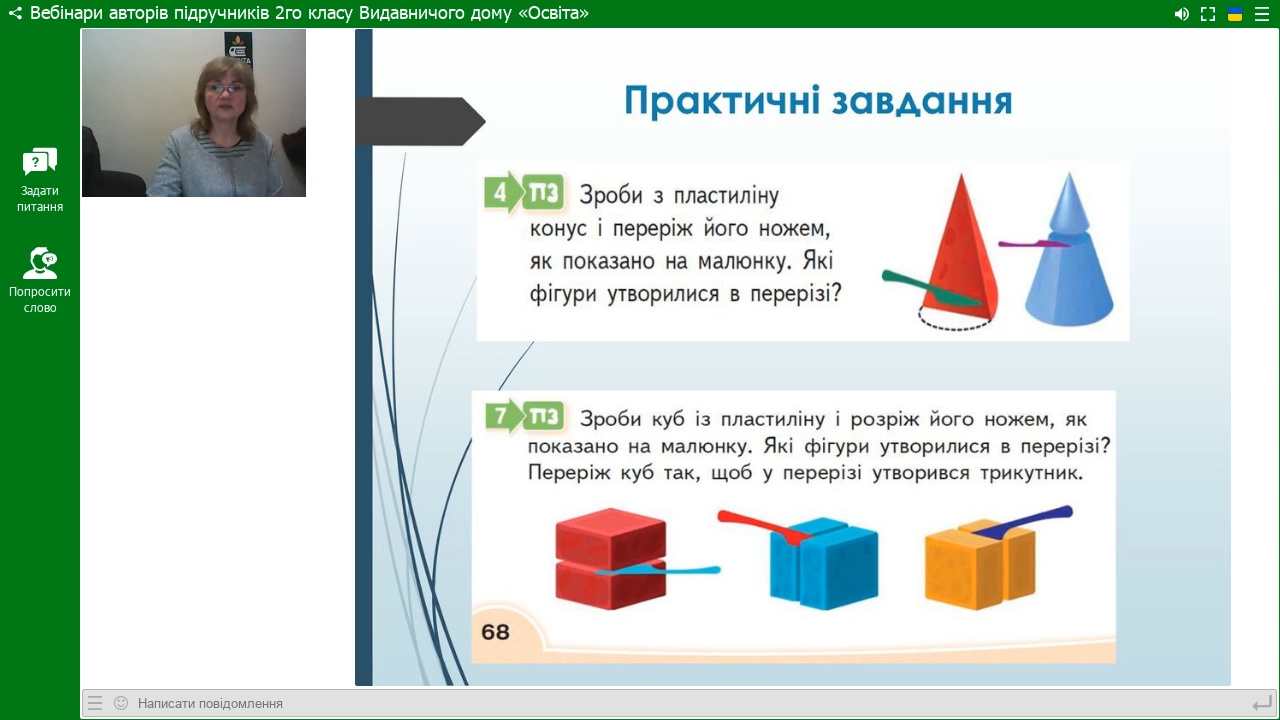 Вебінари авторів підручників 2го класу Видавничого дому «Освіта»
Задати
питання
Попросити
слово
Практичні завдання
4 ПЗ Зроби з пластиліну
конус і переріж його ножем,
як показано на малюнку. Які
фігури утворилися в перерізі?
7 ПЗ Зроби куб із пластиліну і розріж його ножем, як
показано на малюнку. Які фігури утворилися в перерізі?
Переріж куб так, щоб у перерізі утворився трикутник.
68
Написати повідомлення